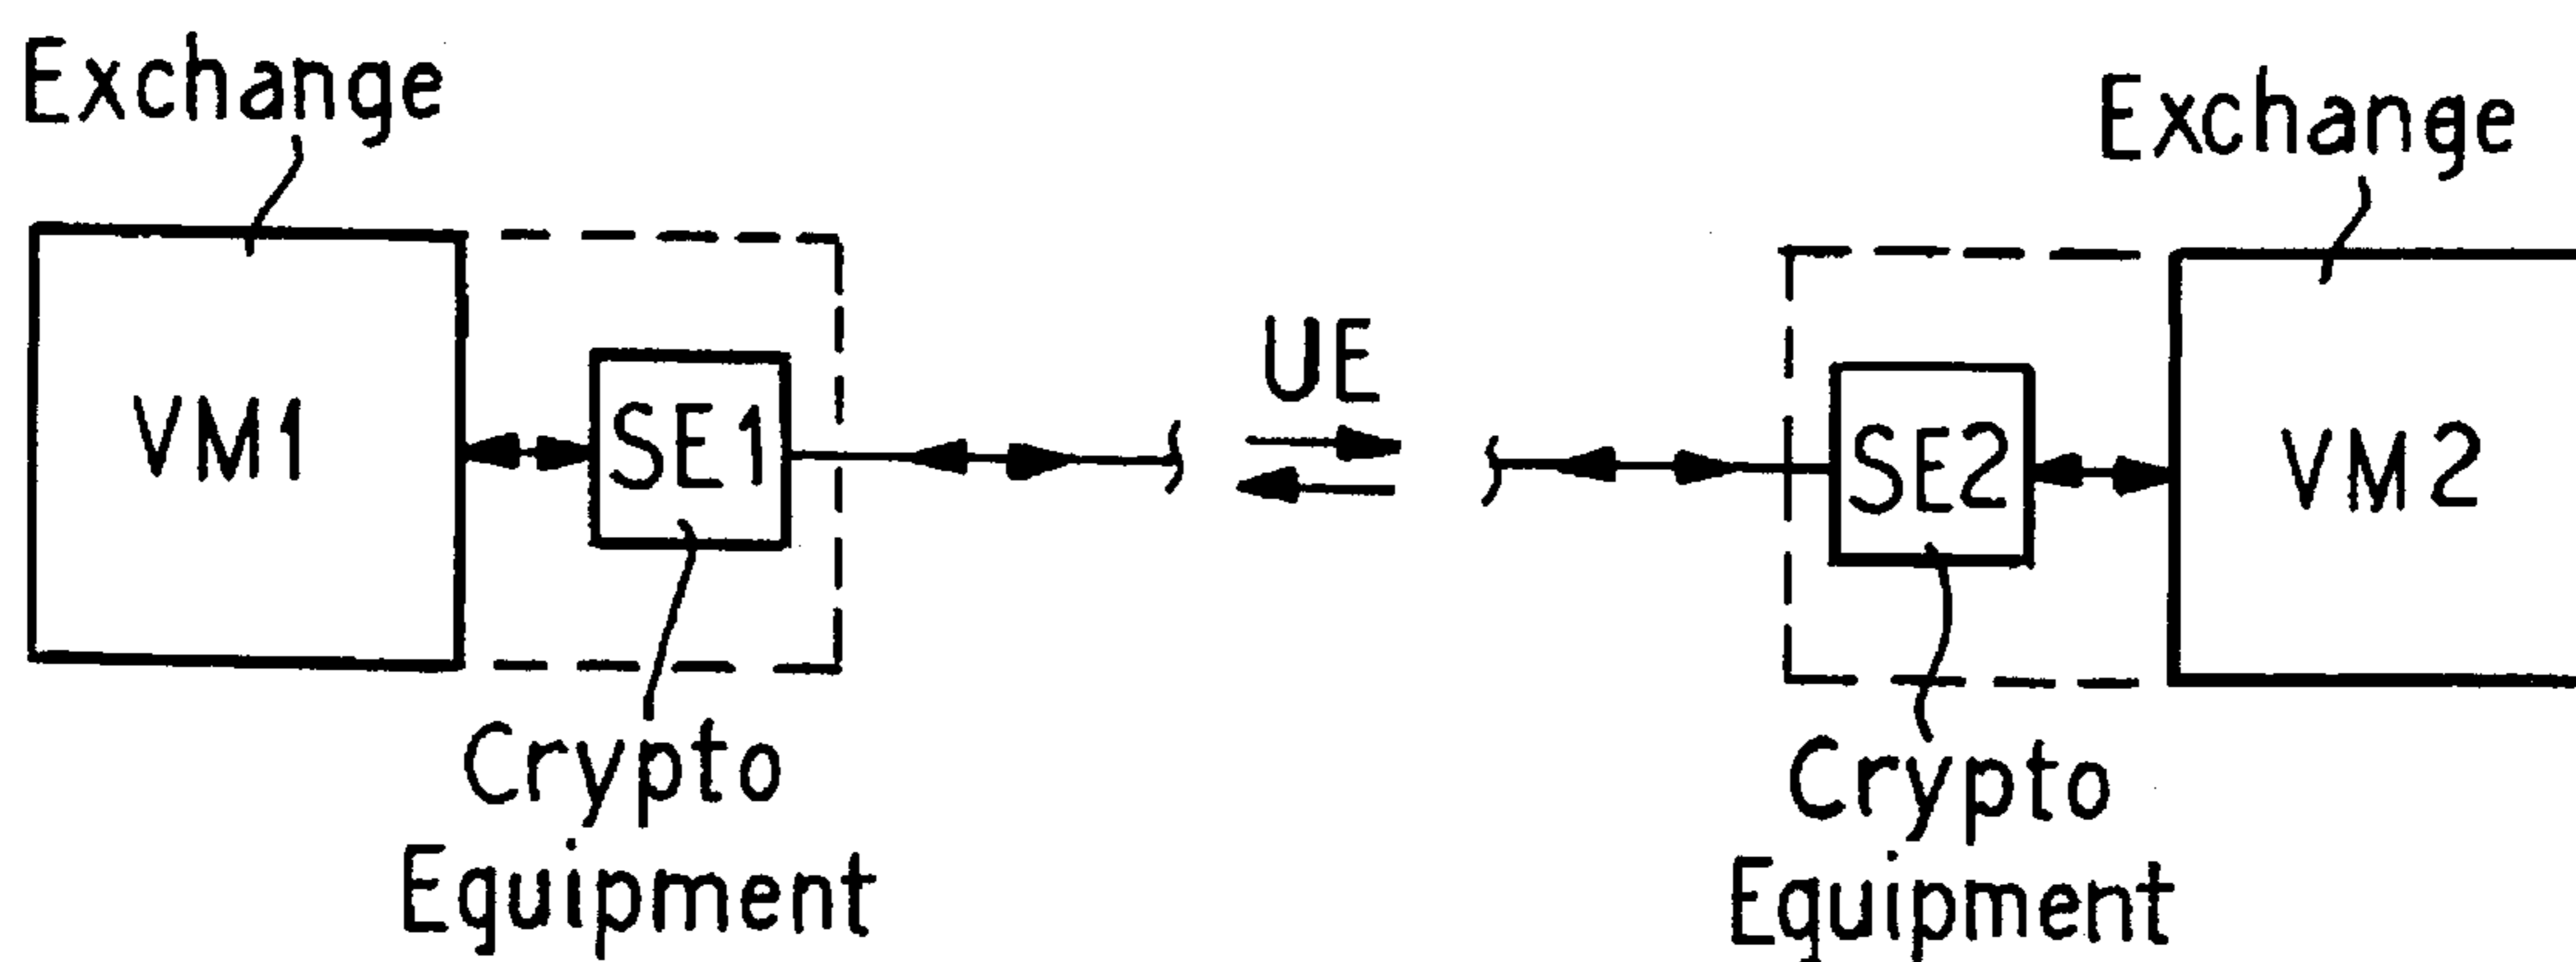 Exchange
Exchange
UE
VM1
SE1
SE2
VM2
Crypto
Equipment
Crypto
Equipment